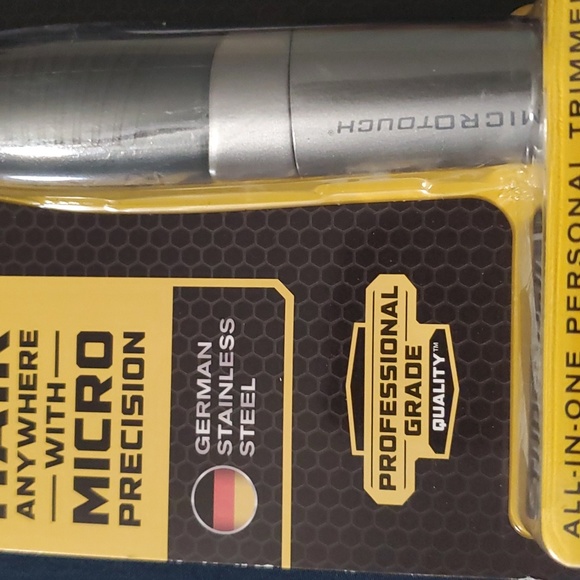 MICROTOUCH®
HAIR
ANYWHERE
WITH
MICRO
PRECISION
GERMAN
STAINLESS
STEEL
PROFESSIONAL
GRADE
QUALITY™
ALL-IN-ONE PERSONAL TRIMMER